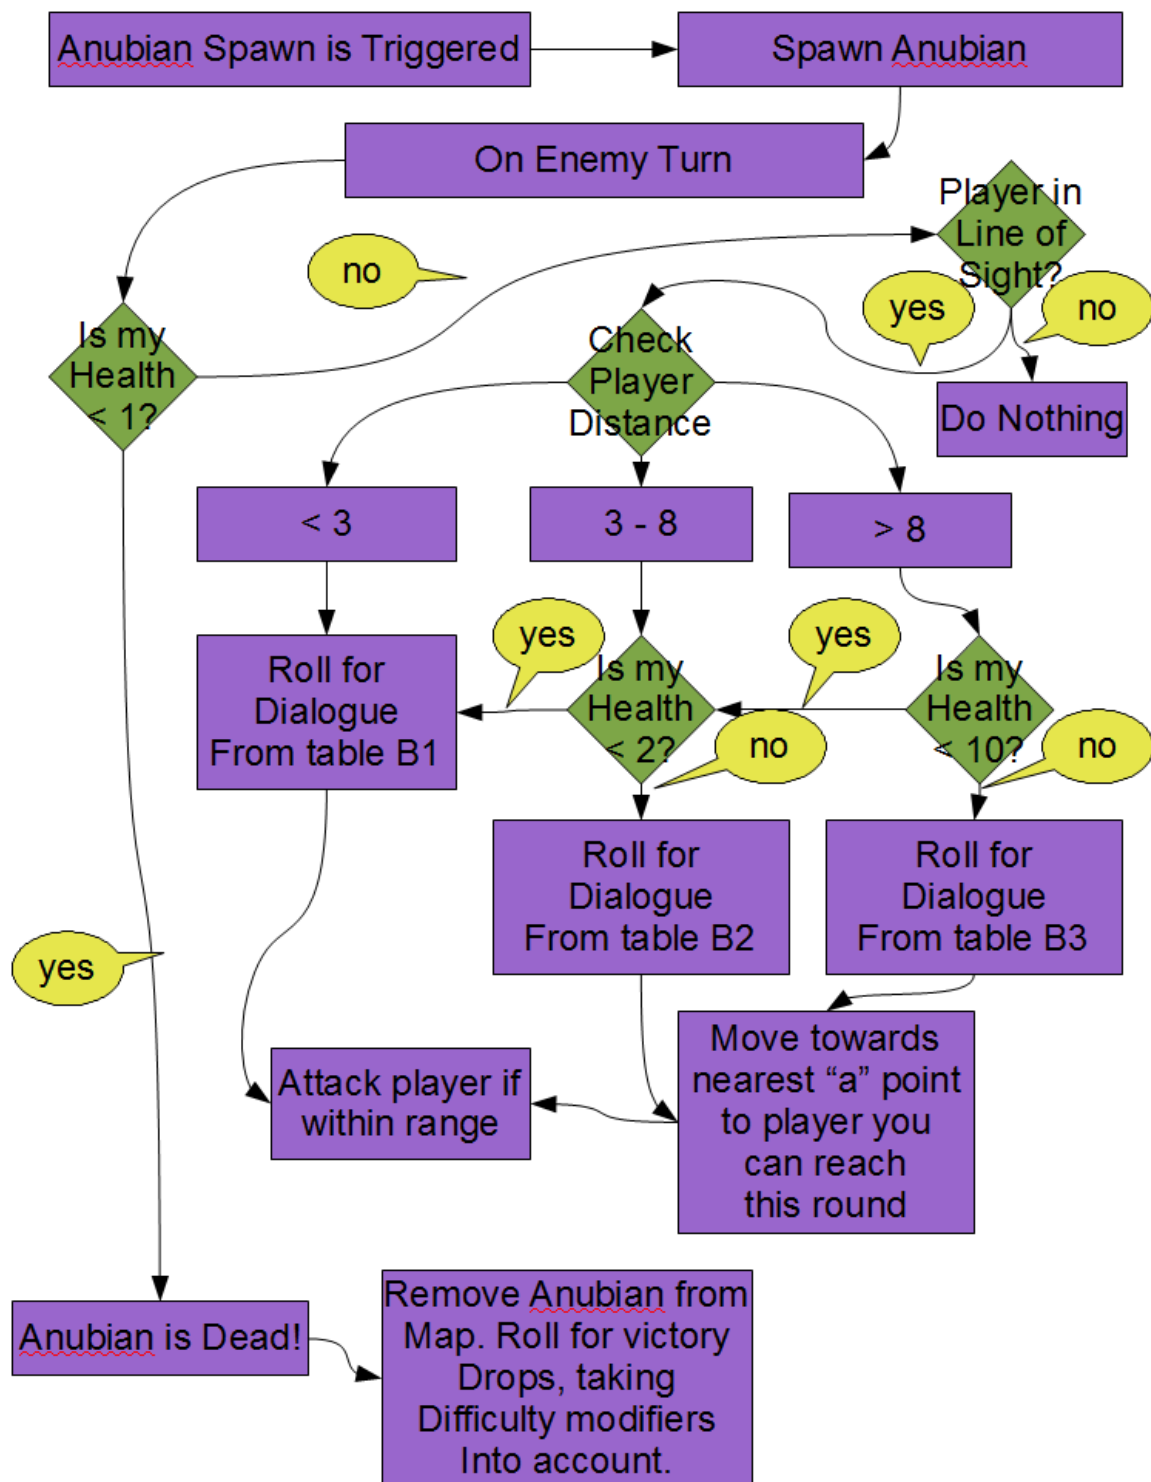 Anubian Spawn is Triggered
Spawn Anubian
On Enemy Turn
Player in
Line of
Sight?
no
yes
no
Is my
Health
< 1?
Check
Player
Distance
Do Nothing
< 3
3 - 8
> 8
yes
yes
Roll for
Dialogue
From table B1
Is my
Health
< 2?
Is my
Health
< 10?
no
no
Roll for
Dialogue
From table B2
Roll for
Dialogue
From table B3
yes
Attack player if
within range
Move towards
nearest “a” point
to player you
can reach
this round
Anubian is Dead!
Remove Anubian from
Map. Roll for victory
Drops, taking
Difficulty modifiers
Into account.